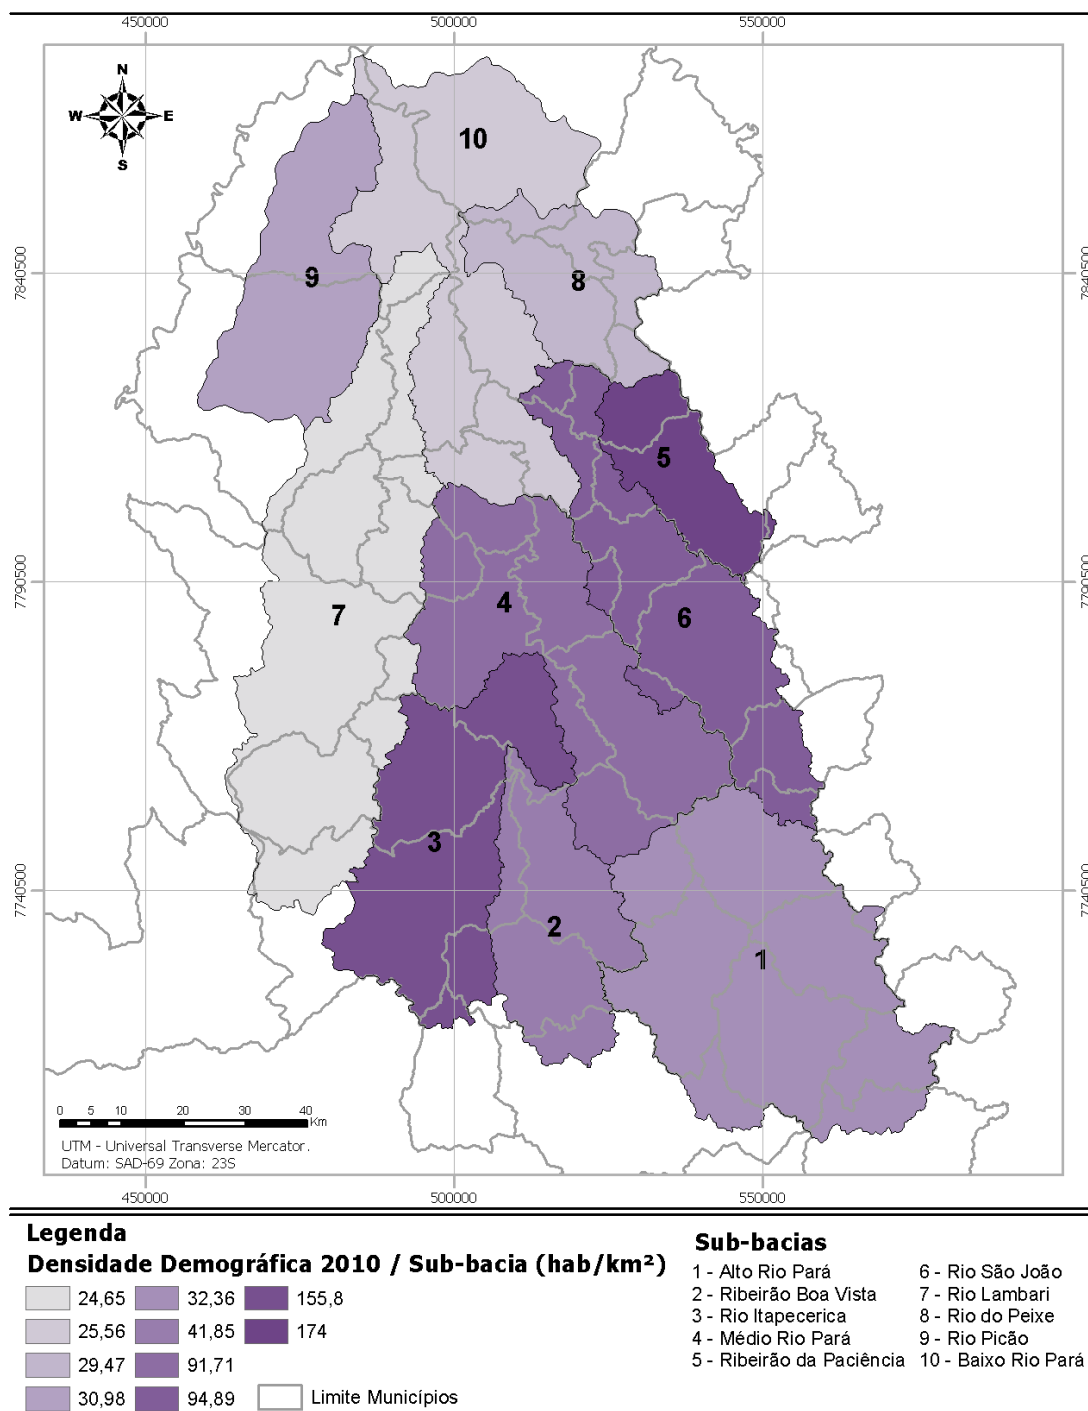 450000 500000 550000
N
W E
S
10
9
8
7840500 7840500
5
7
4
6
7790500 7790500
3
2
1
7740500 7740500
0 5 10 20 30 40
Km
UTM - Universal Transverse Mercator.
Datum: SAD-69 Zona: 23S
450000 500000 550000
Legenda
Densidade Demográfica 2010 / Sub-bacia (hab/km²)
24,65 32,36 155,8
25,56 41,85 174
29,47 91,71
30,98 94,89 Limite Municípios
Sub-bacias
1 - Alto Rio Pará
2 - Ribeirão Boa Vista
3 - Rio Itapecerica
4 - Médio Rio Pará
5 - Ribeirão da Paciência
6 - Rio São João
7 - Rio Lambari
8 - Rio do Peixe
9 - Rio Picão
10 - Baixo Rio Pará